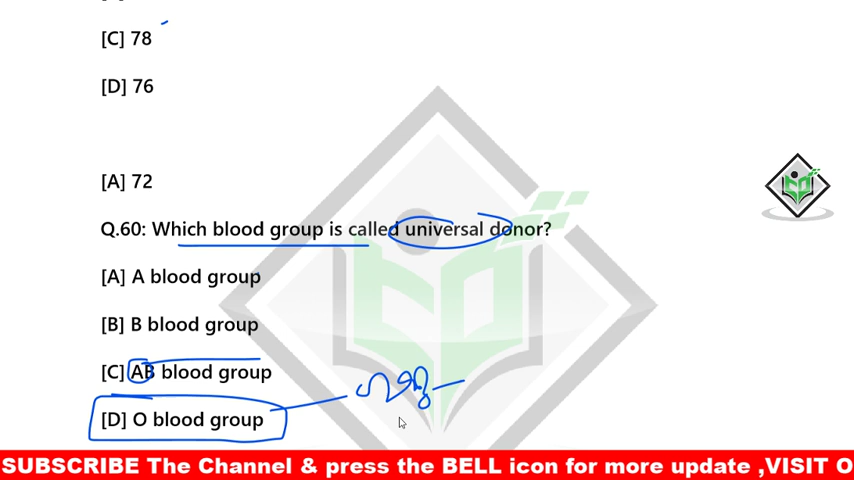 [C] 78
[D] 76
[A] 72
Q.60: Which blood group is called universal donor?
[A] A blood group
[B] B blood group
[C] AB blood group
[D] O blood group
SUBSCRIBE The Channel & press the BELL icon for more update ,VISIT O